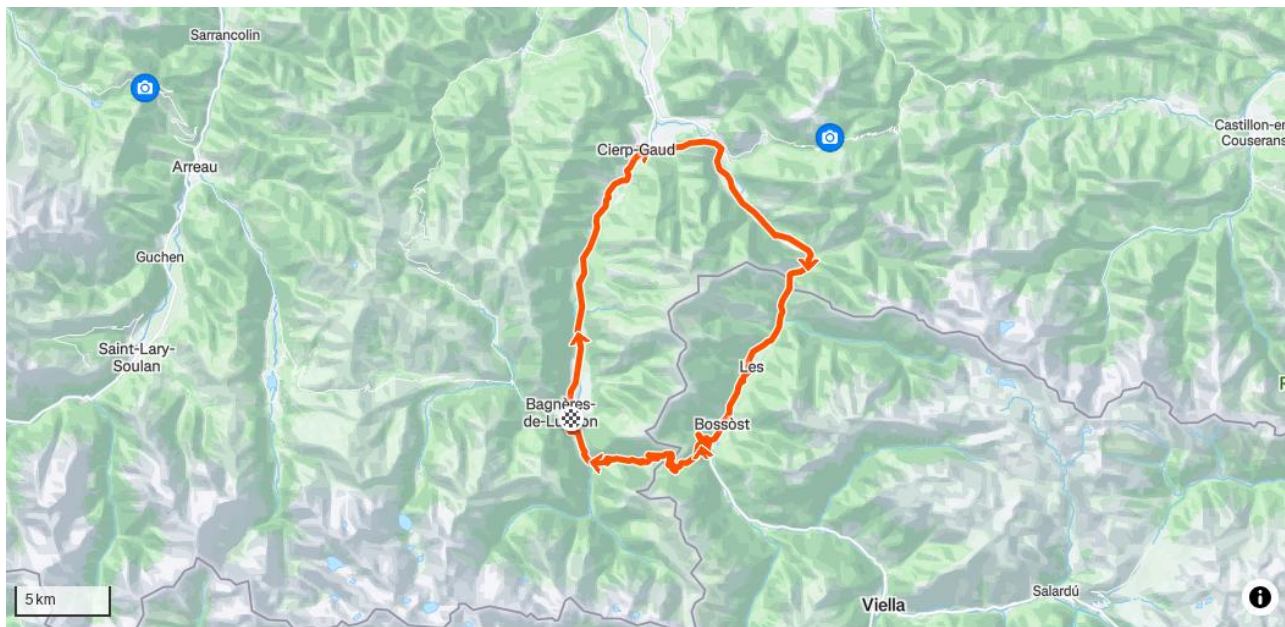 Sarrancolin
Castillon-en-
Couserans
Cierp-Gaud
Arreau
Guchen
Saint-Lary-
Soulan
Les
Bagnères-
Bossòst
5 km
Salardú
Viella